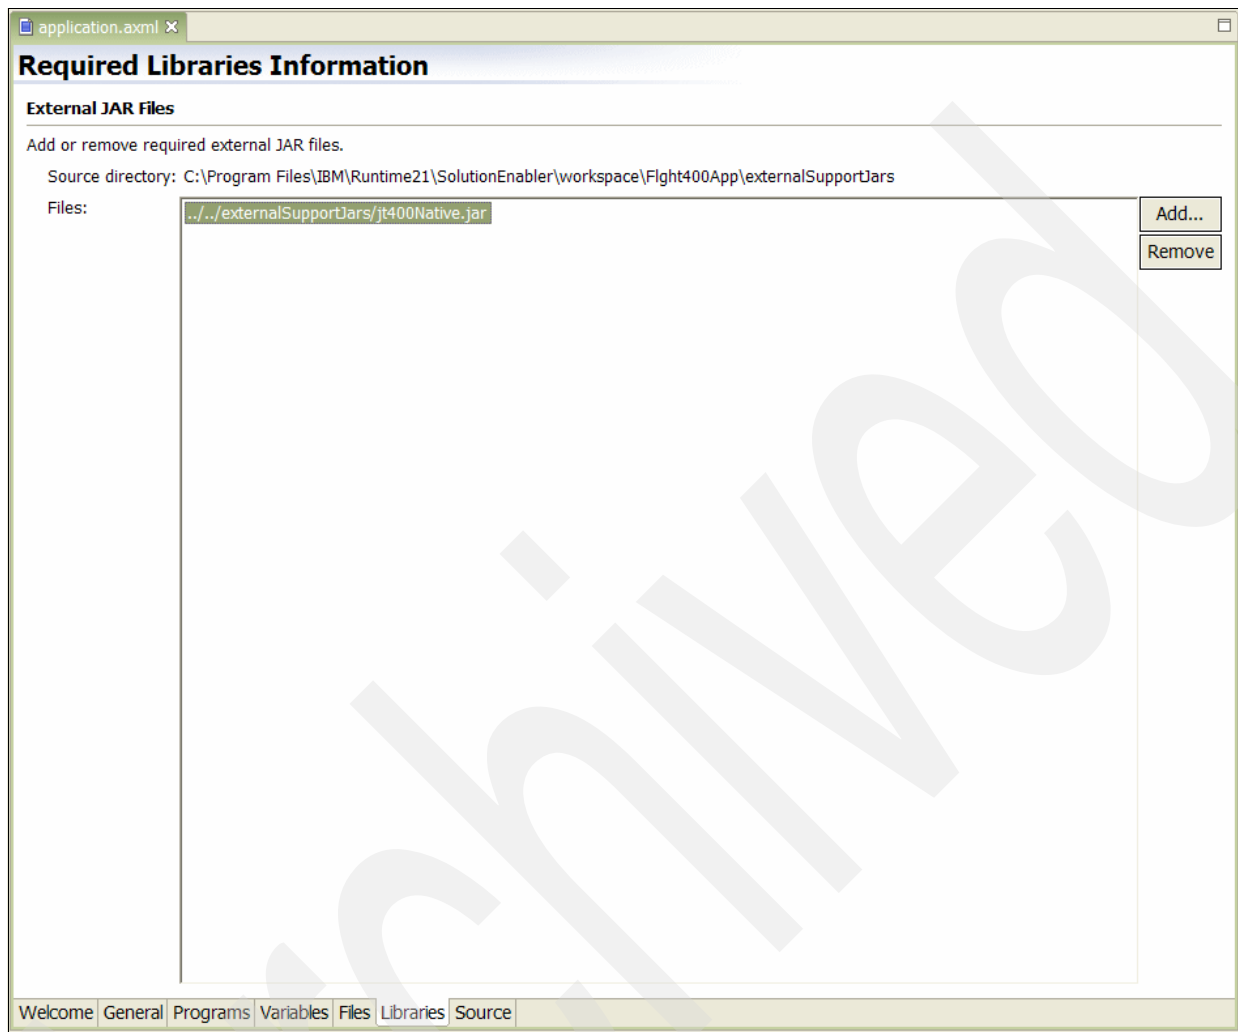 application.axml
Required Libraries Information
External JAR Files
Add or remove required external JAR files.
Source directory: C:\Program Files\IBM\Runtime21\SolutionEnabler\workspace\Flght400App\externalSupportJars
Files:
../../externalSupportJars/jt400Native.jar
Add...
Remove
Welcome General Programs Variables Files Libraries Source
rchived